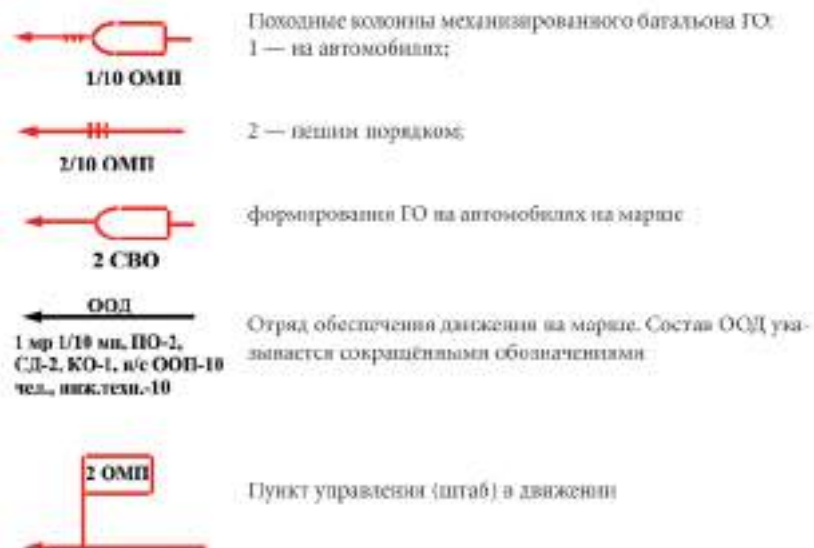 Походные колонны механизированного батальона ГО:
1 — на автомобилях;
1/10 ОМП
2 — пешим порядком;
2/10 ОМП
формирования ГО на автомобилях на марше
2 СВО
ООД
1 мр 1/10 мп, ПО-2,
СД-2, КО-1, в/с ООП-10
чел., инж.техн.-10
Отряд обеспечения движения на марше. Состав ООД ука-
зывается сокращёнными обозначениями
2 ОМП
Пункт управления (штаб) в движении